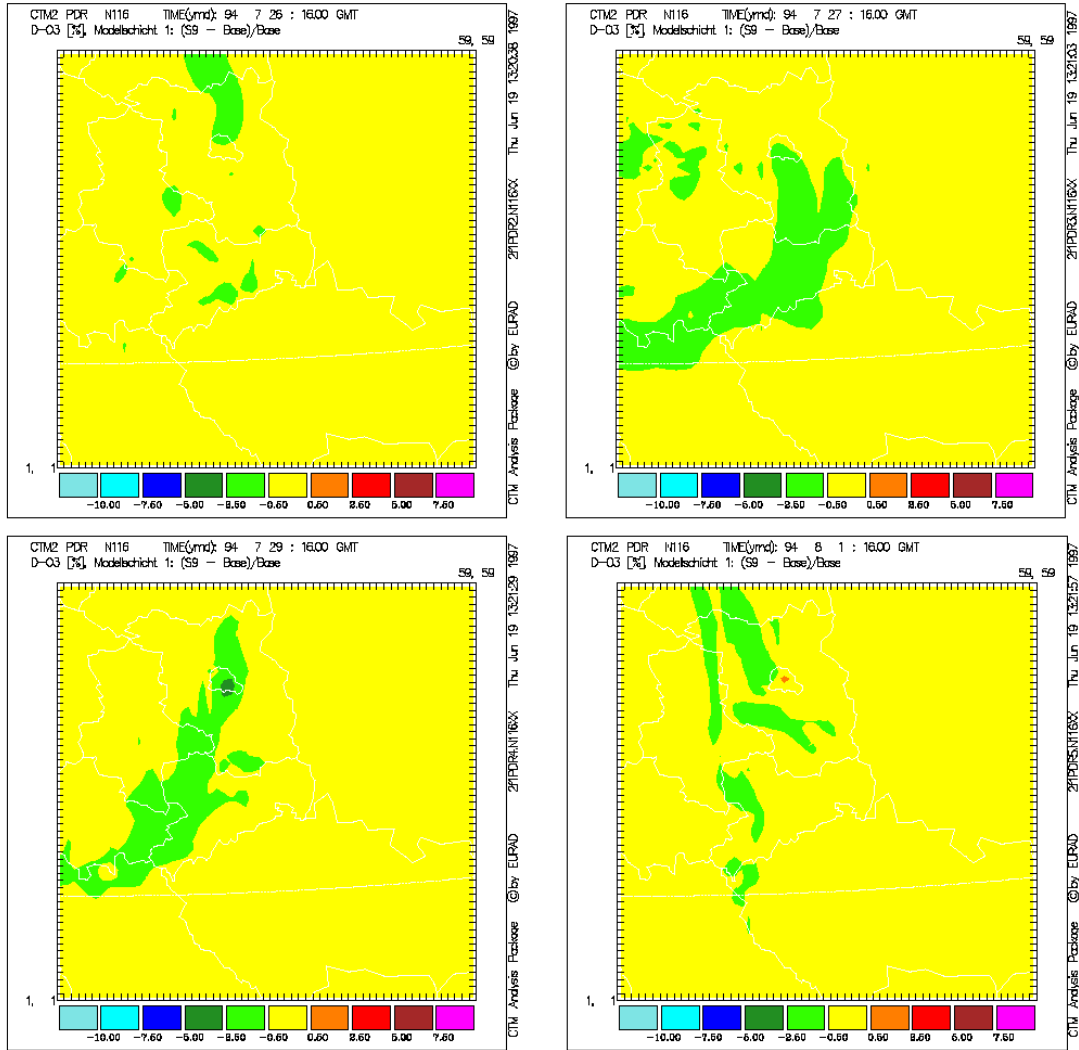 CTM2 PDR N116 TIME(ymd): 94 7 26 : 16.00 GMT
D-O3 [%], Modellschicht 1: (S9 - Base)/Base
59, 59
1, 1
-10.00 -7.50 -5.00 -2.50 -0.50 0.50 2.50 5.00 7.50
CTM Analysis Package ©by EURAD 2f1PDR2.N116XX Thu Jun 19 13:20:38 1997
CTM2 PDR N116 TIME(ymd): 94 7 27 : 16.00 GMT
D-O3 [%], Modellschicht 1: (S9 - Base)/Base
59, 59
1, 1
-10.00 -7.50 -5.00 -2.50 -0.50 0.50 2.50 5.00 7.50
CTM Analysis Package ©by EURAD 2f1PDR3.N116XX Thu Jun 19 13:21:03 1997
CTM2 PDR N116 TIME(ymd): 94 7 29 : 16.00 GMT
D-O3 [%], Modellschicht 1: (S9 - Base)/Base
59, 59
1, 1
-10.00 -7.50 -5.00 -2.50 -0.50 0.50 2.50 5.00 7.50
CTM Analysis Package ©by EURAD 2f1PDR4.N116XX Thu Jun 19 13:21:29 1997
CTM2 PDR N116 TIME(ymd): 94 8 1 : 16.00 GMT
D-O3 [%], Modellschicht 1: (S9 - Base)/Base
59, 59
1, 1
-10.00 -7.50 -5.00 -2.50 -0.50 0.50 2.50 5.00 7.50
CTM Analysis Package ©by EURAD 2f1PDR5.N116XX Thu Jun 19 13:21:57 1997